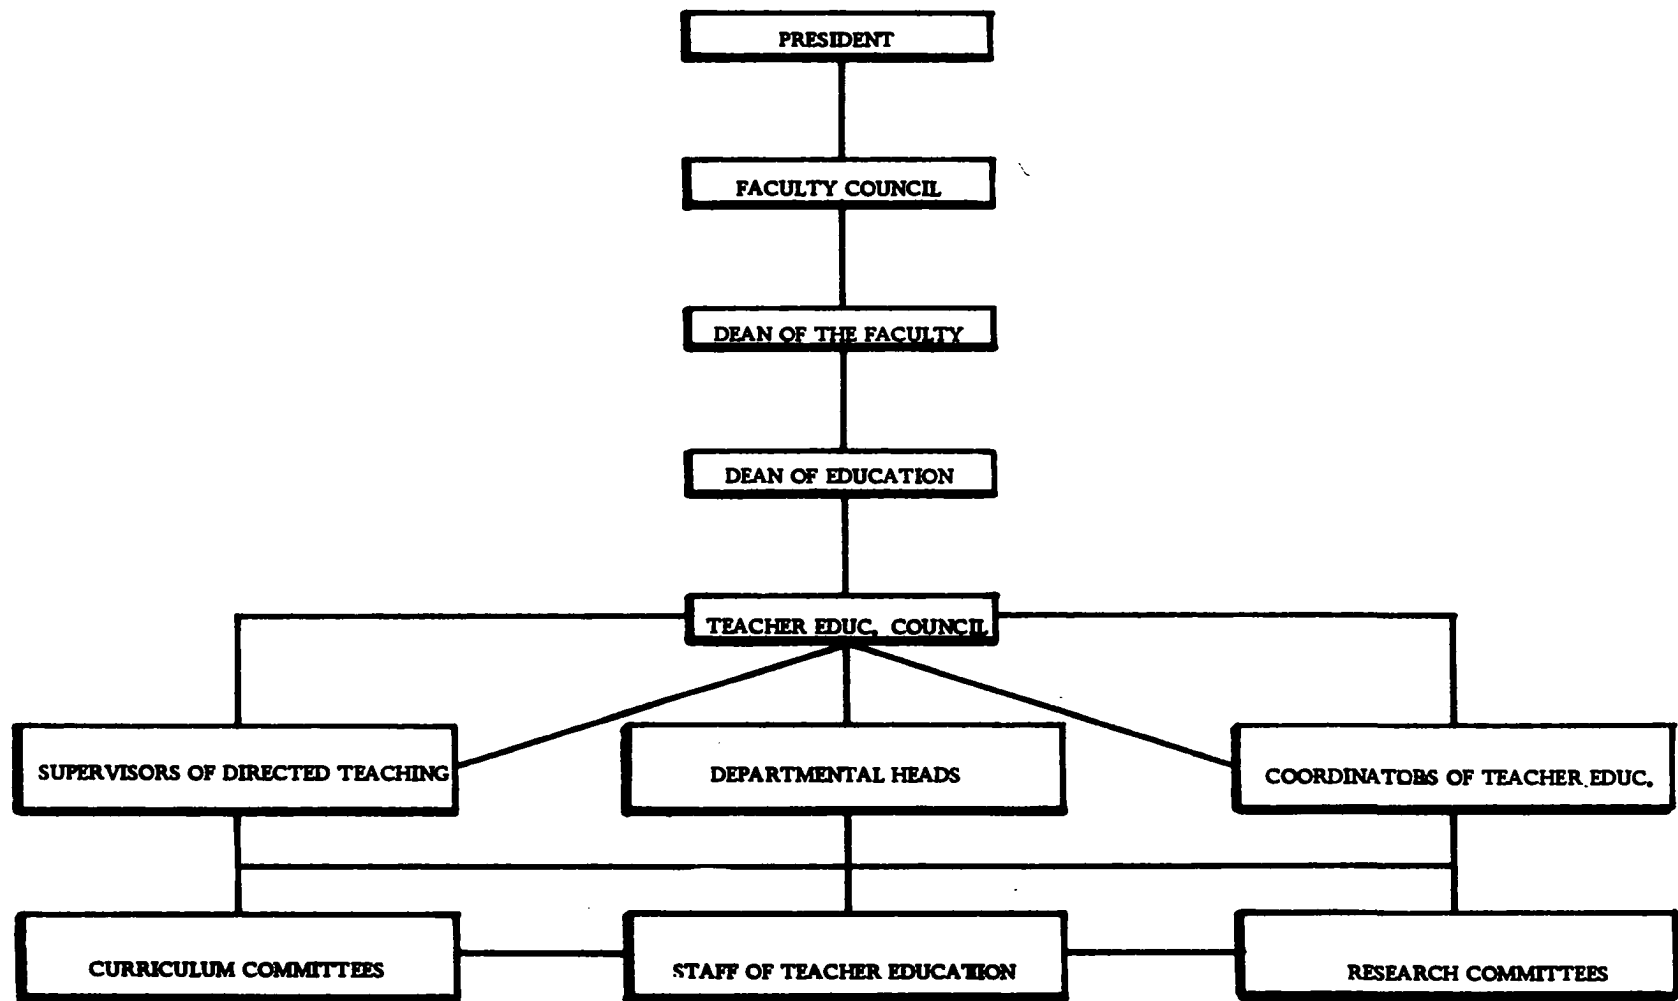 PRESIDENT
FACULTY COUNCIL
DEAN OF THE FACULTY
DEAN OF EDUCATION
TEACHER EDUC. COUNCIL
SUPERVISORS OF DIRECTED TEACHING
DEPARTMENTAL HEADS
COORDINATORS OF TEACHER EDUC.
CURRICULUM COMMITTEES
STAFF OF TEACHER EDUCATION
RESEARCH COMMITTEES